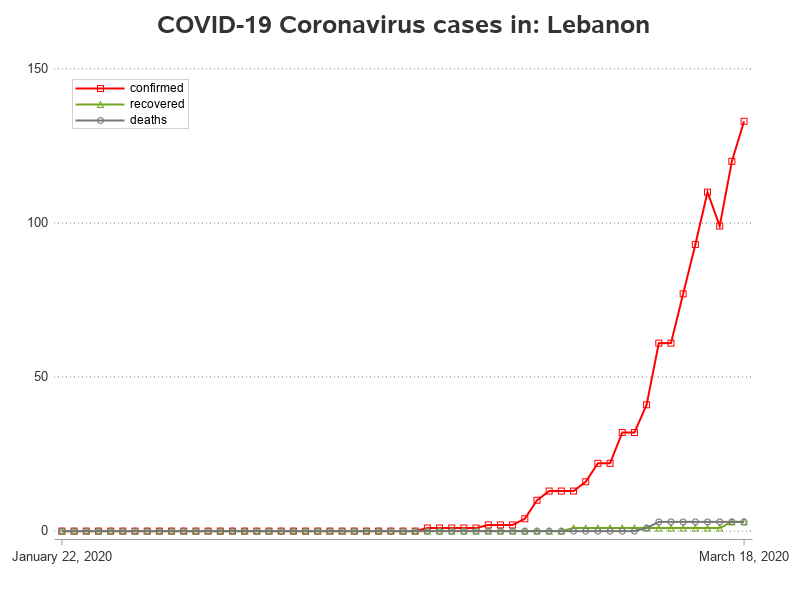 COVID-19 Coronavirus cases in: Lebanon
150
confirmed
recovered
deaths
100
50
0
January 22, 2020
March 18, 2020